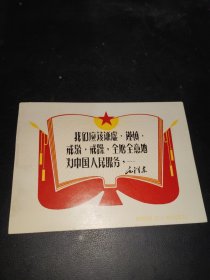 我们应该谦虚、谨慎、
戒骄、戒躁，全心全意地
为中国人民服务，……
毛泽东